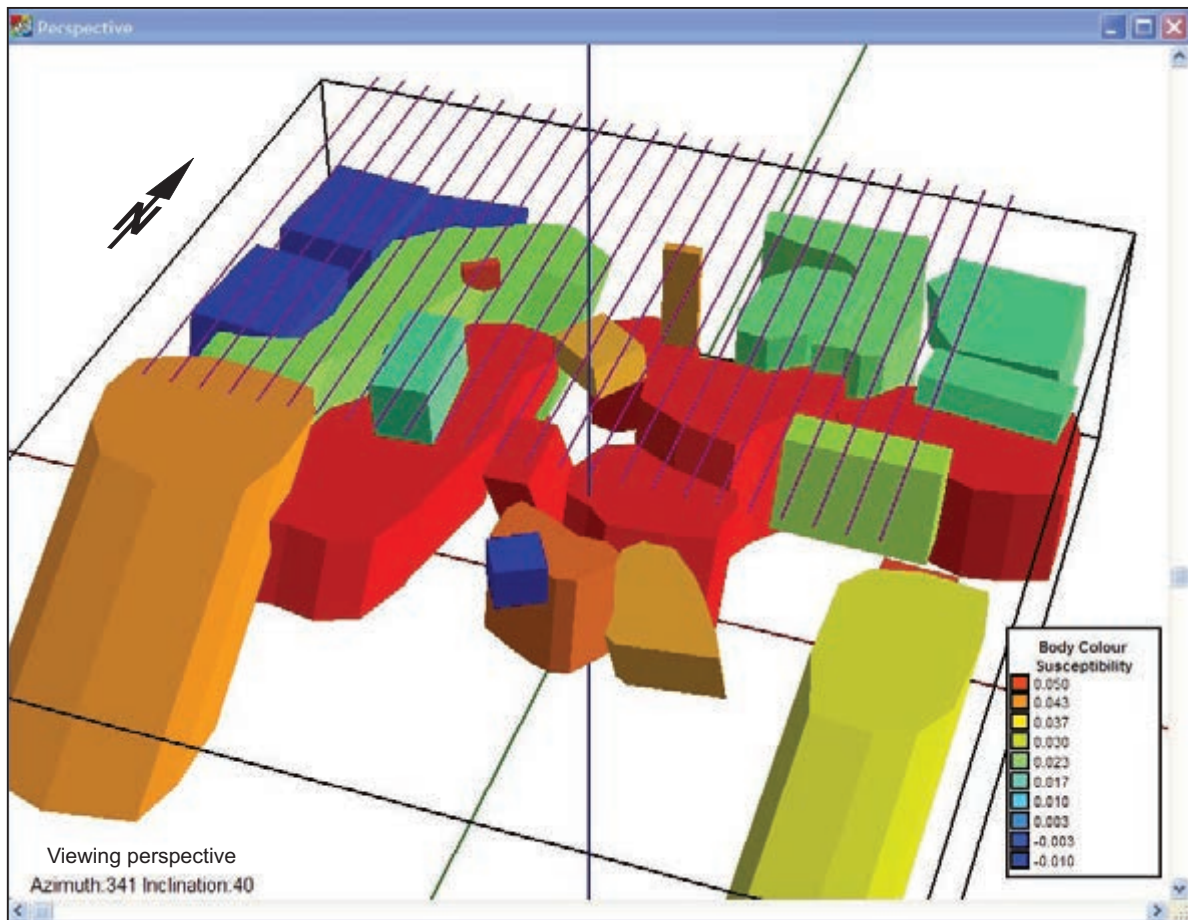 Perspective
N
Body Colour
Susceptibility
0.050
0.043
0.037
0.030
0.023
0.017
0.010
0.003
-0.003
-0.010
Viewing perspective
Azimuth:341 Inclination:40